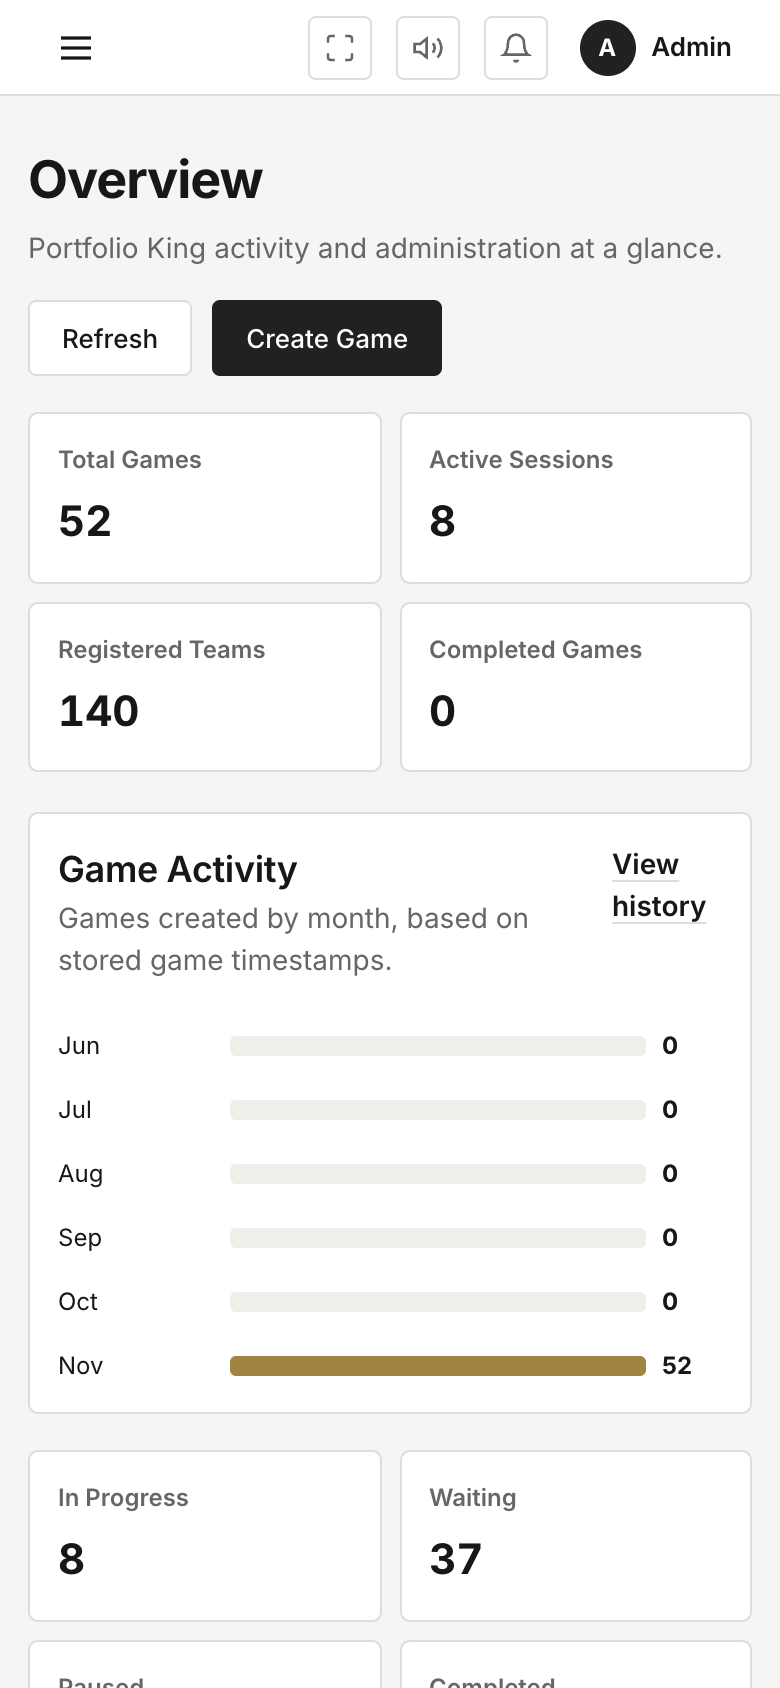 A Admin
Overview
Portfolio King activity and administration at a glance.
Refresh
Create Game
Total Games
52
Active Sessions
8
Registered Teams
140
Completed Games
0
Game Activity
Games created by month, based on
stored game timestamps.
View
history
Jun 0
Jul 0
Aug 0
Sep 0
Oct 0
Nov 52
In Progress
8
Waiting
37
Paused
Completed